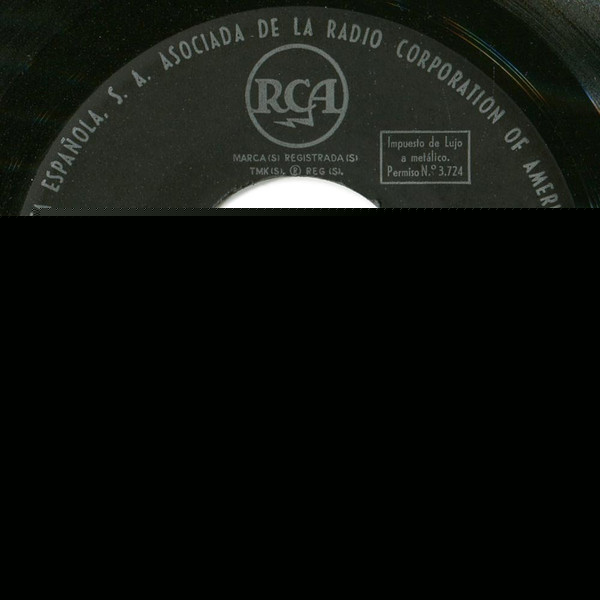 ESPAÑOLA, S. A. ASOCIADA DE LA RADIO CORPORATION OF AMERI
RCA
MARCA(S) REGISTRADA(S)
TMK(S). ® REG (S).
Impuesto de Lujo
a metálico.
Permiso N.º 3.724